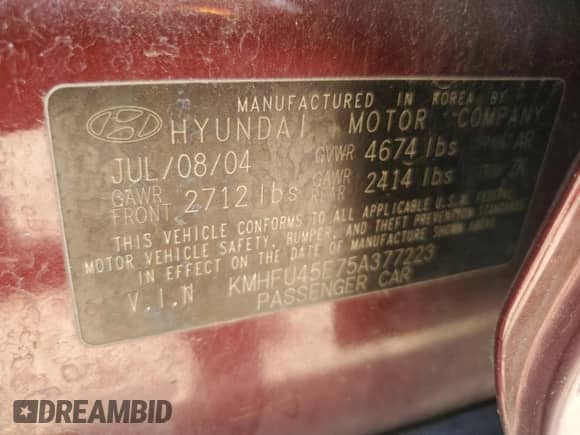 MANUFACTURED IN KOREA BY
HYUNDAI MOTOR COMPANY
JUL/08/04 GVWR 4674 lbs
GAWR FRONT 2712 lbs GAWR REAR 2414 lbs
THIS VEHICLE CONFORMS TO ALL APPLICABLE U.S.A. FEDERAL
MOTOR VEHICLE SAFETY, BUMPER, AND THEFT PREVENTION STANDARDS
IN EFFECT ON THE DATE OF MANUFACTURE SHOWN ABOVE
V.I.N KMHFU45E75A377223
PASSENGER CAR
DREAMBID